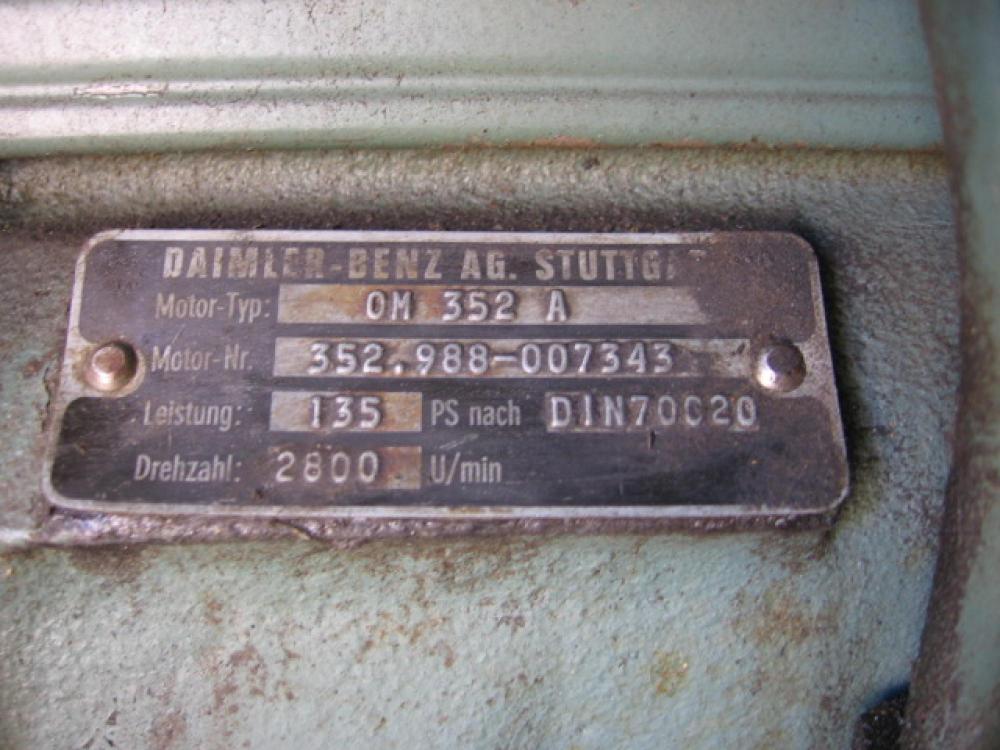 DAIMLER-BENZ AG. STUTTG
Motor-Typ: OM 352 A
Motor-Nr. 352.988-007343
Leistung: 135 PS nach DIN70020
Drehzahl: 2800 U/min